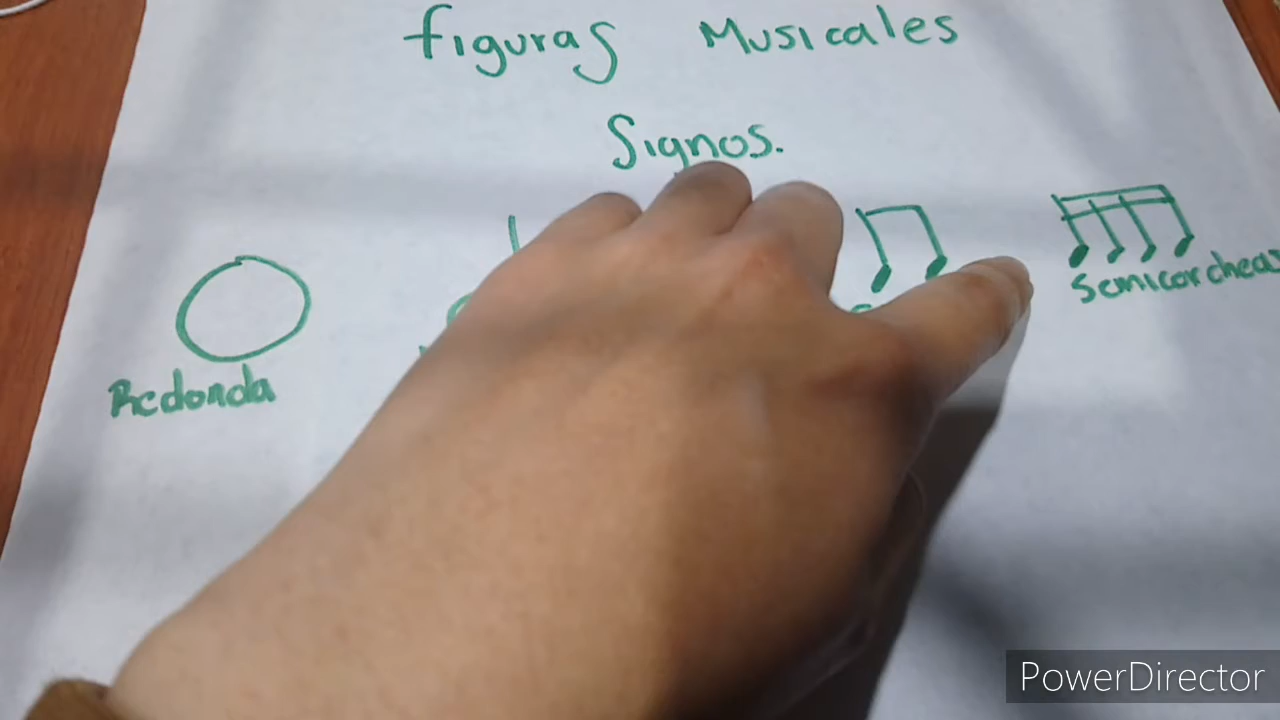 figuras Musicales
Signos.
Redonda
Semicorcheas
PowerDirector